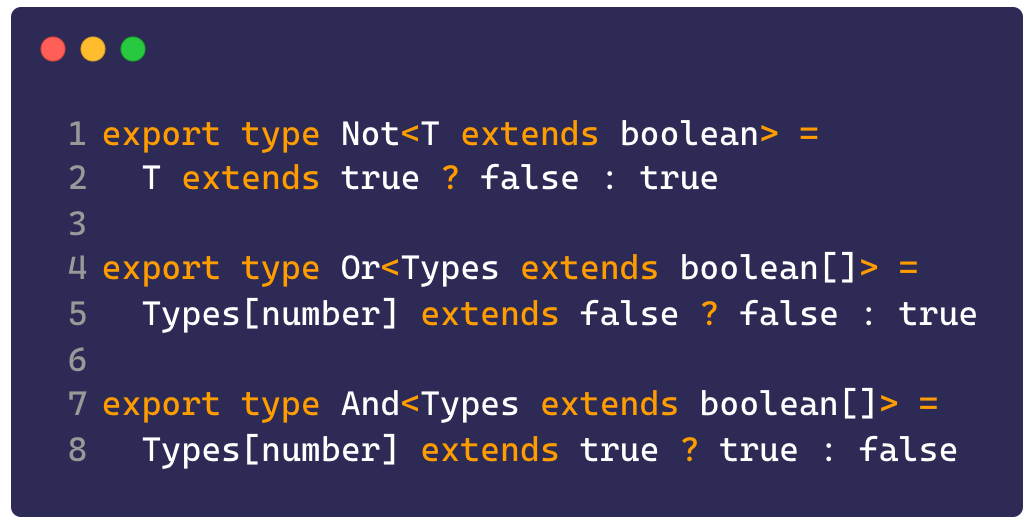 1 export type Not<T extends boolean> =
2   T extends true ? false : true
3
4 export type Or<Types extends boolean[]> =
5   Types[number] extends false ? false : true
6
7 export type And<Types extends boolean[]> =
8   Types[number] extends true ? true : false